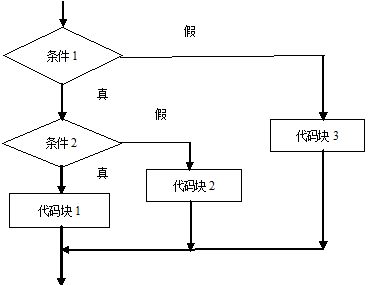 假
条件 1
真
假
条件 2
代码块 3
真
代码块 2
代码块 1